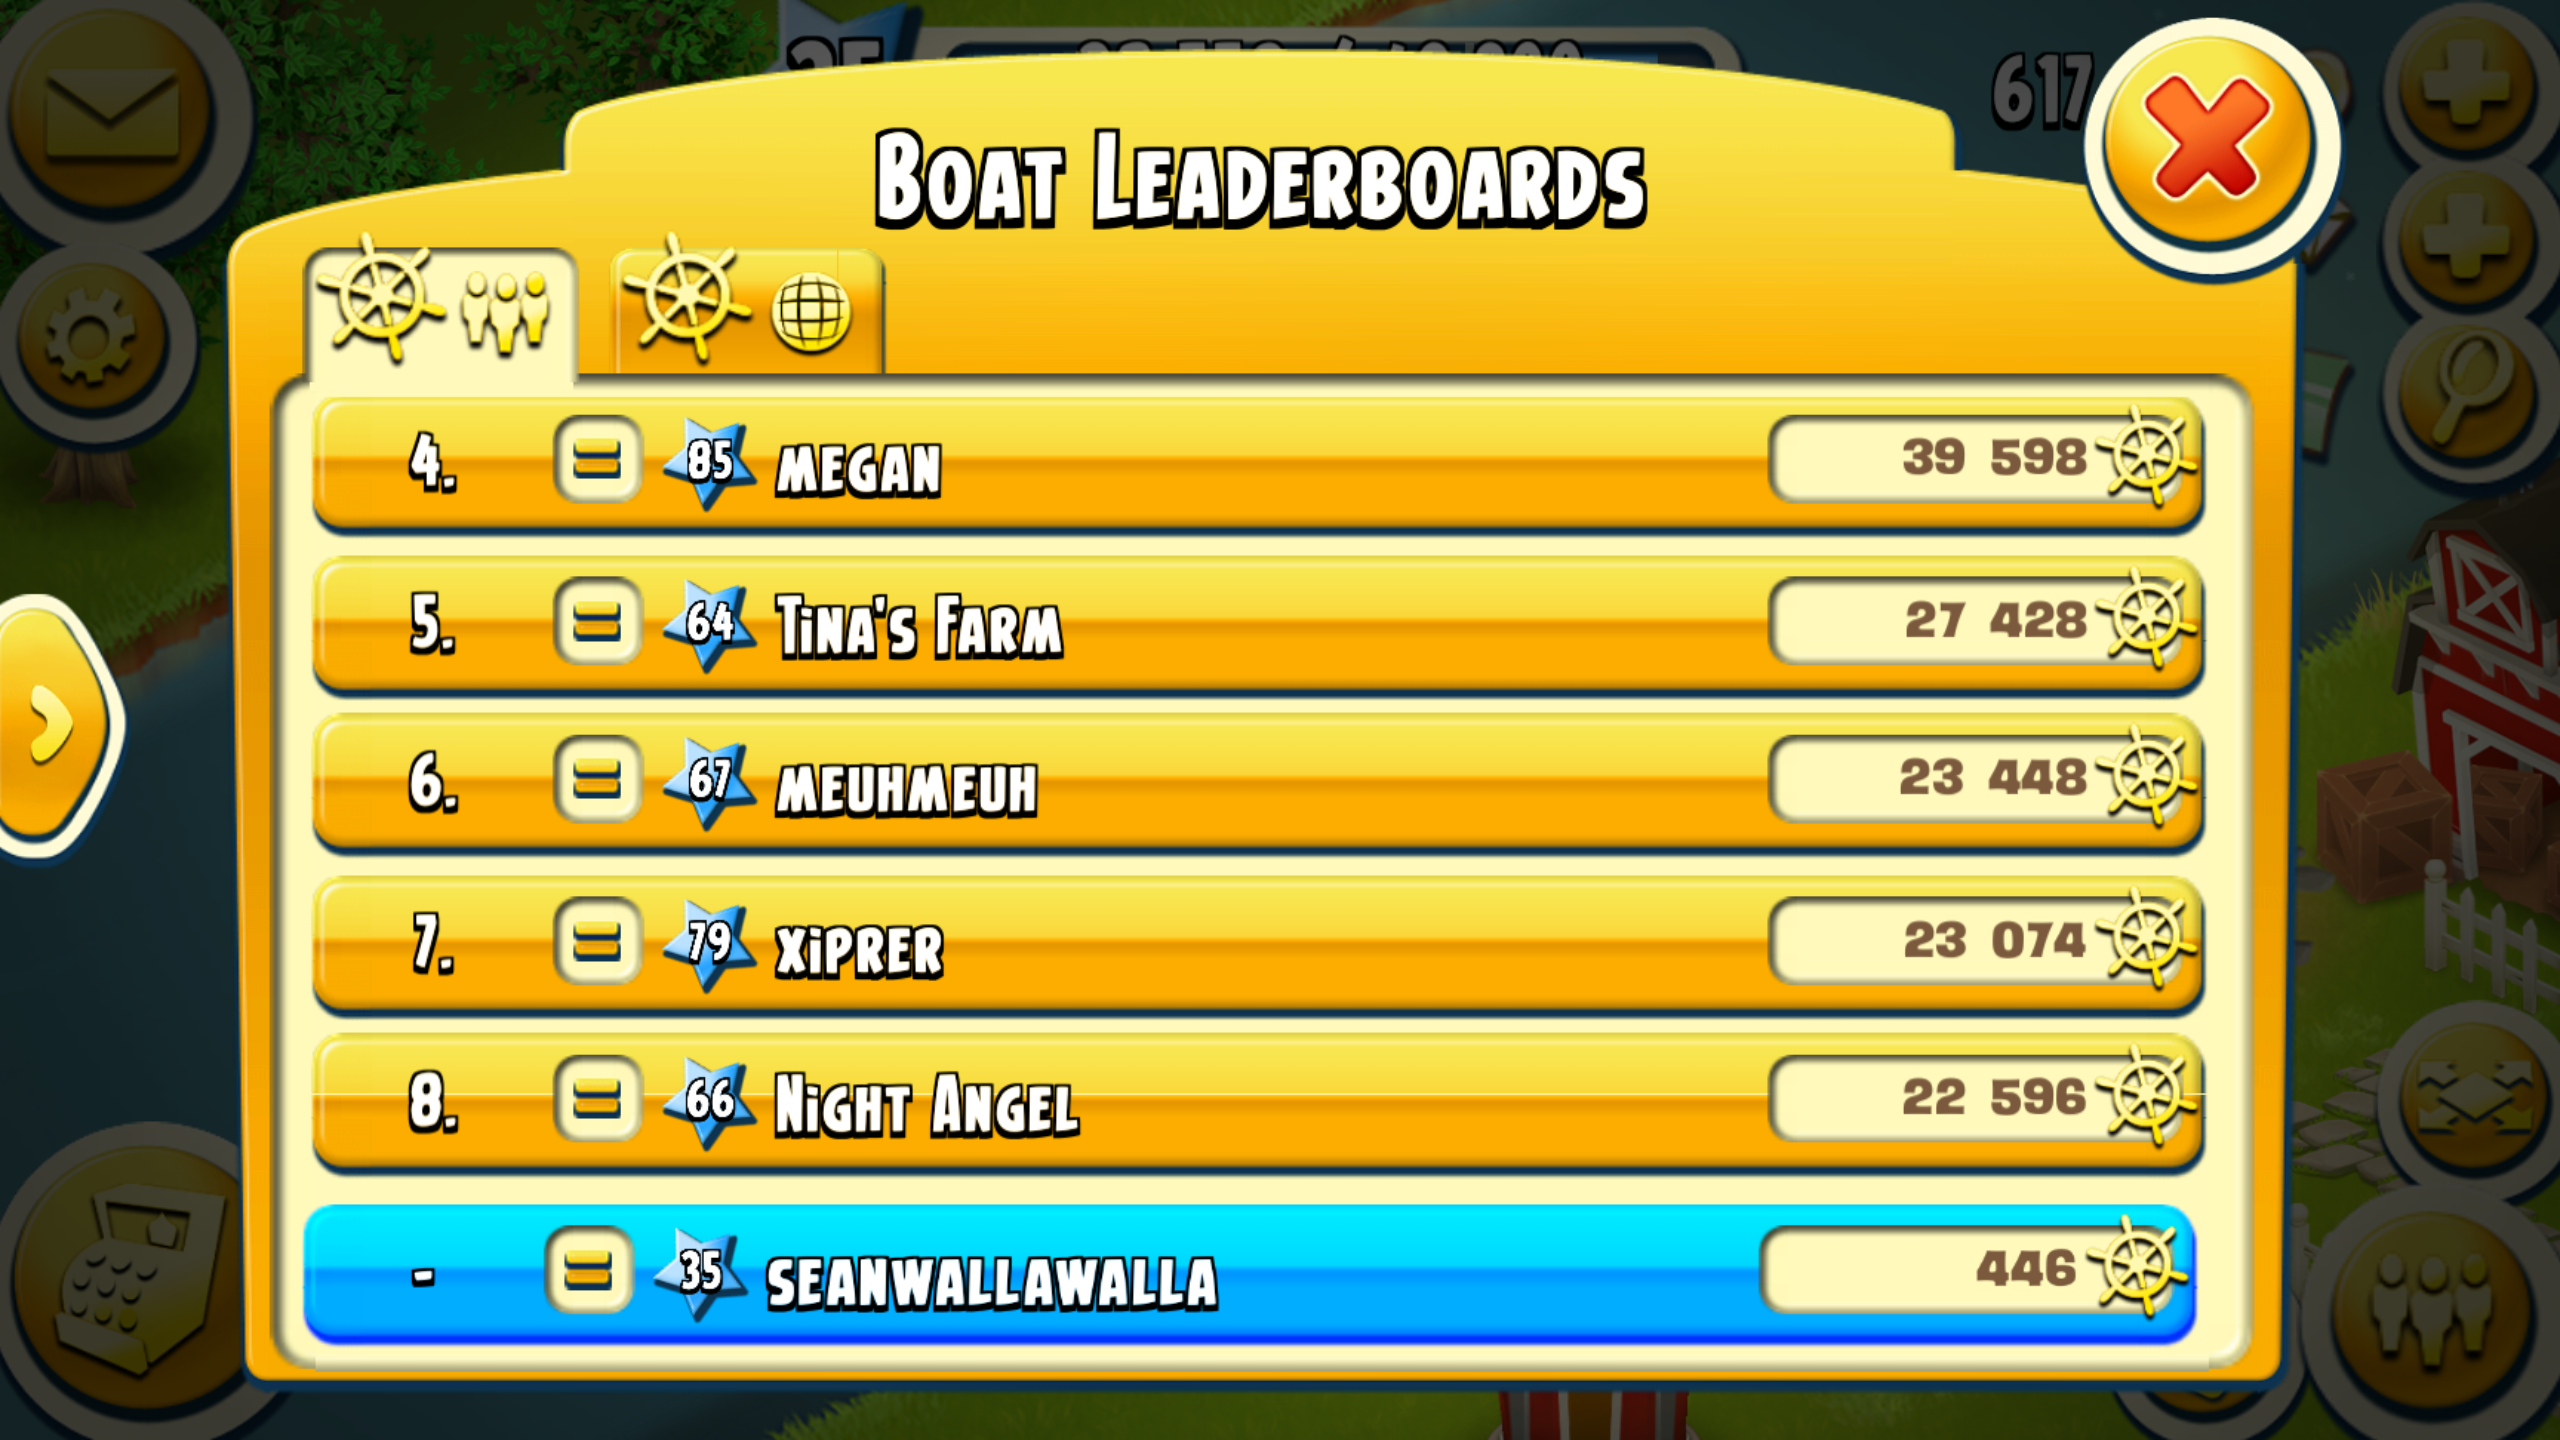 617
Boat Leaderboards
4. 85 MEGAN 39 598
5. 64 Tina's Farm 27 428
6. 67 MEUHMEUH 23 448
7. 79 XiPRER 23 074
8. 66 Night Angel 22 596
- 35 SEANWALLAWALLA 446